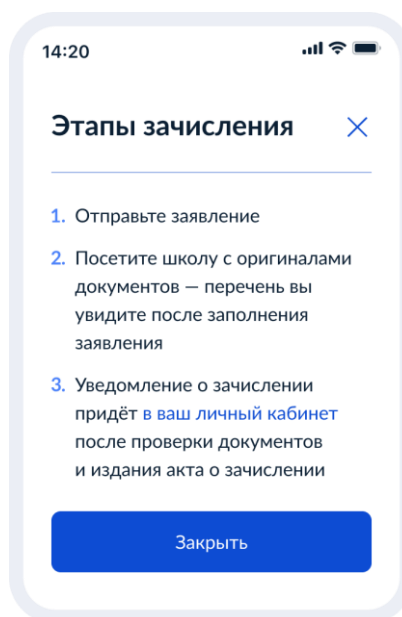 14:20
Этапы зачисления
1. Отправьте заявление
2. Посетите школу с оригиналами
документов — перечень вы
увидите после заполнения
заявления
3. Уведомление о зачислении
придёт в ваш личный кабинет
после проверки документов
и издания акта о зачислении
Закрыть